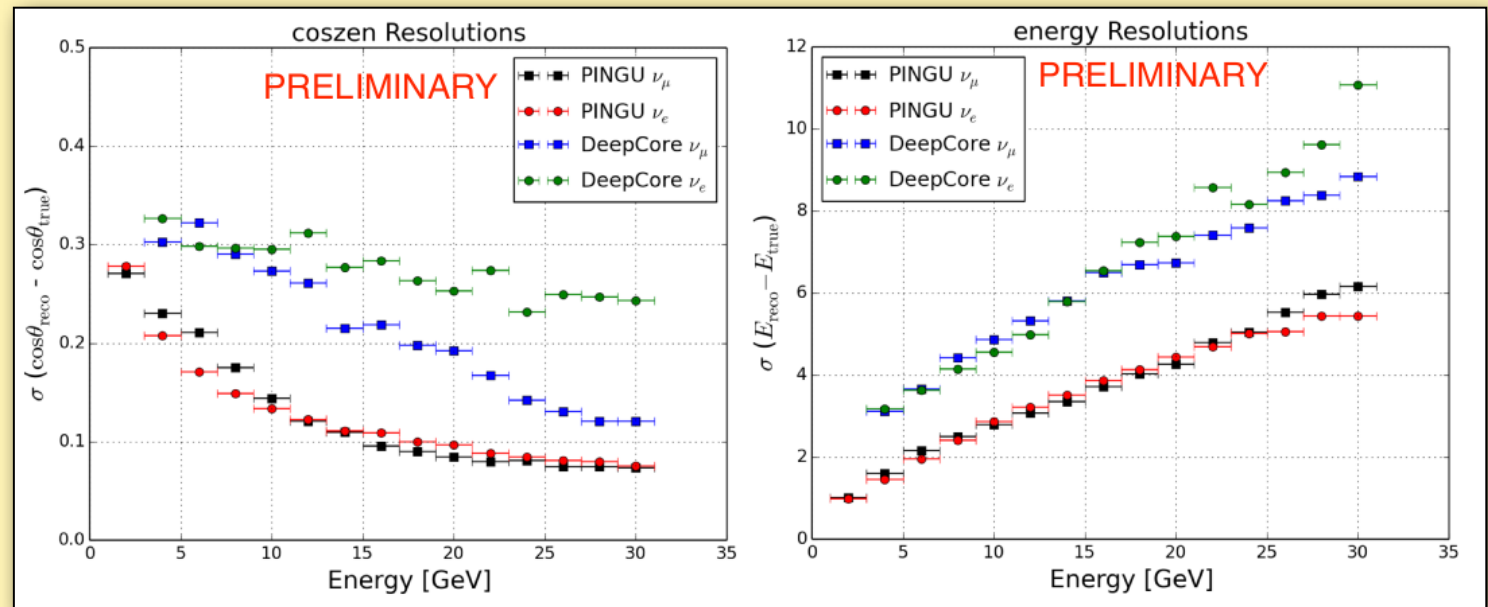 coszen Resolutions
PRELIMINARY
PINGU νμ
PINGU νe
DeepCore νμ
DeepCore νe
0.5
0.4
0.3
0.2
0.1
0.0
σ (cosθreco - cosθtrue)
0
5
10
15
20
25
30
35
Energy [GeV]
energy Resolutions
PRELIMINARY
PINGU νμ
PINGU νe
DeepCore νμ
DeepCore νe
12
10
8
6
4
2
0
σ (Ereco−Etrue)
0
5
10
15
20
25
30
35
Energy [GeV]